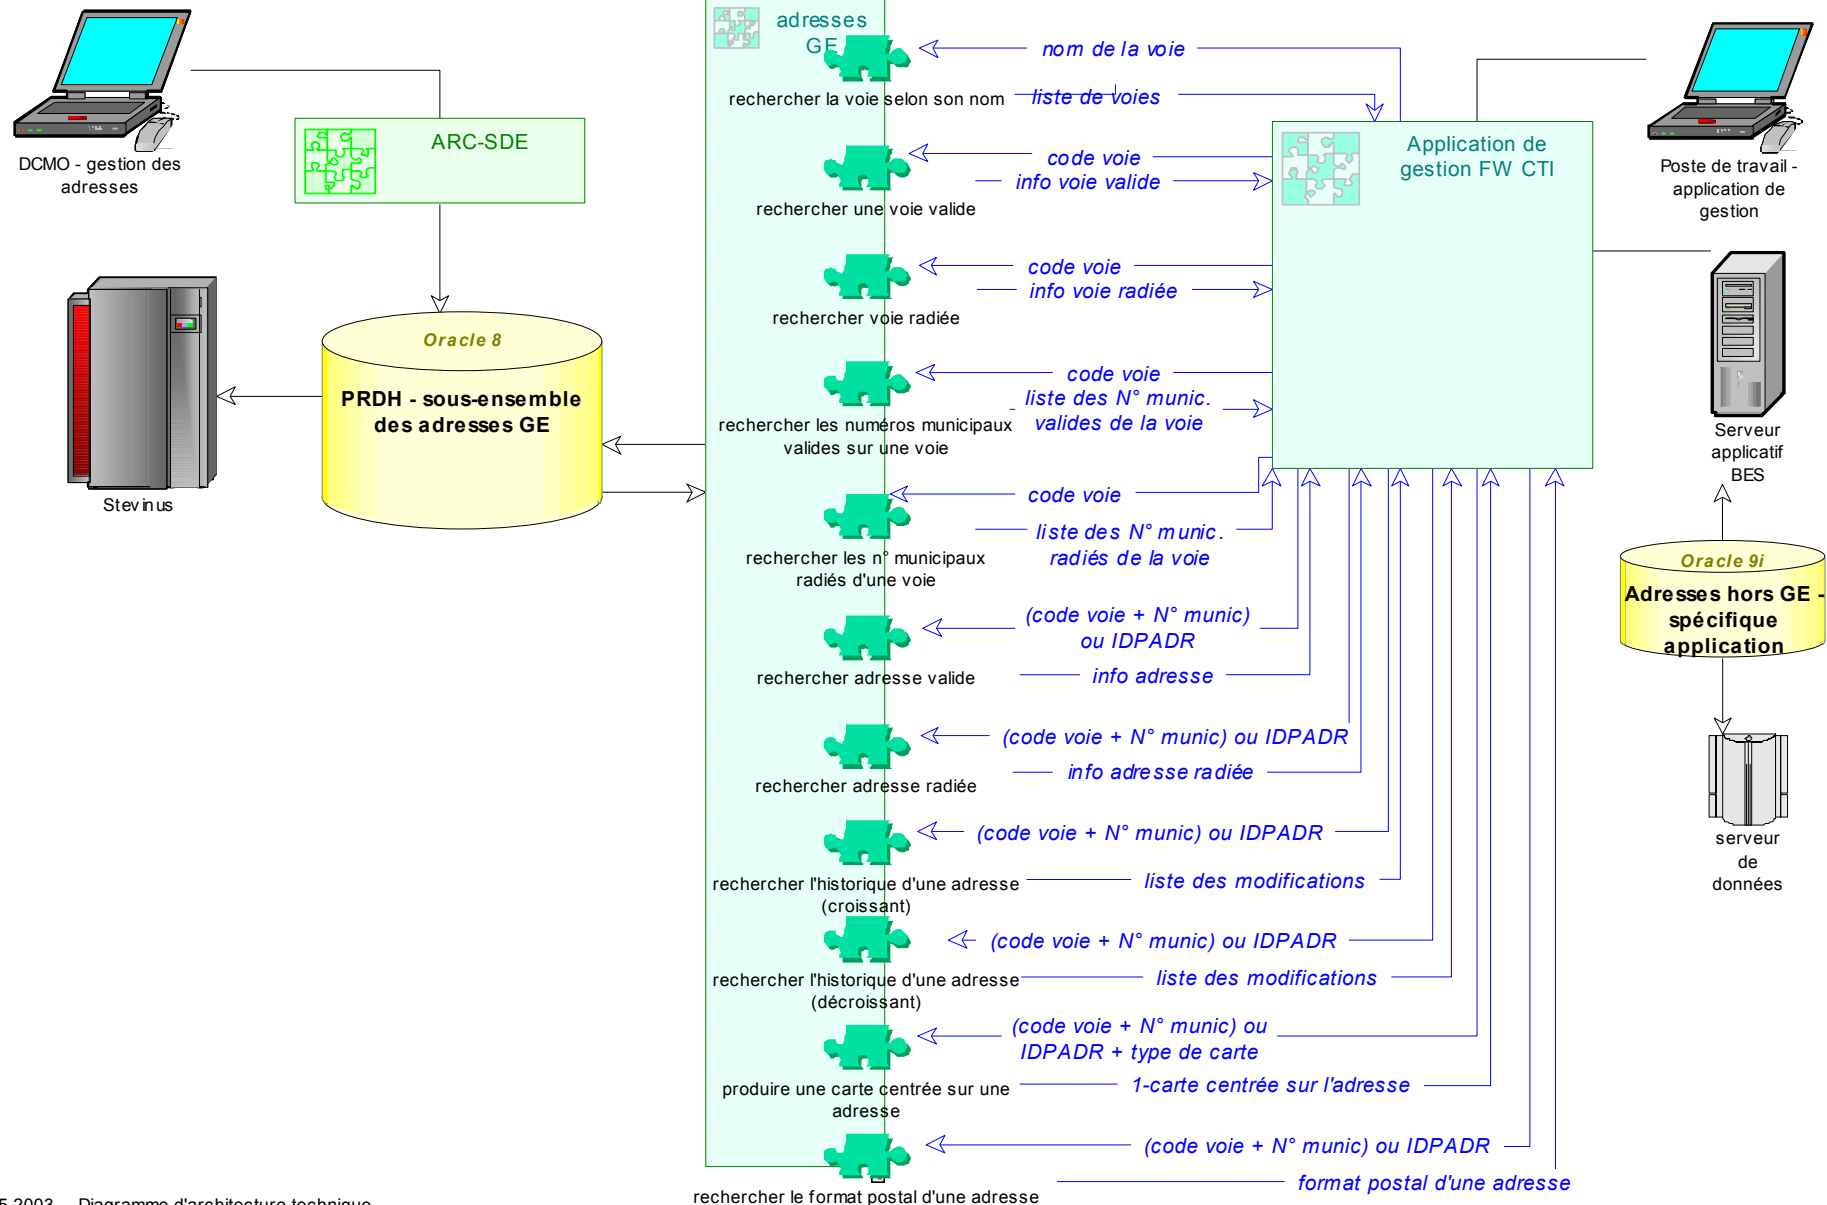 DCMO - gestion des
adresses
ARC-SDE
Oracle 8
PRDH - sous-ensemble
des adresses GE
Stevinus
adresses
GE
rechercher la voie selon son nom
nom de la voie
liste de voies
rechercher une voie valide
code voie
info voie valide
rechercher voie radiée
code voie
info voie radiée
rechercher les numéros municipaux
valides sur une voie
code voie
liste des N° munic.
valides de la voie
rechercher les n° municipaux
radiés d'une voie
code voie
liste des N° munic.
radiés de la voie
rechercher adresse valide
(code voie + N° munic)
ou IDPADR
info adresse
rechercher adresse radiée
(code voie + N° munic) ou IDPADR
info adresse radiée
rechercher l'historique d'une adresse
(croissant)
(code voie + N° munic) ou IDPADR
liste des modifications
rechercher l'historique d'une adresse
(décroissant)
(code voie + N° munic) ou IDPADR
liste des modifications
produire une carte centrée sur une
adresse
(code voie + N° munic) ou
IDPADR + type de carte
1-carte centrée sur l'adresse
rechercher le format postal d'une adresse
(code voie + N° munic) ou IDPADR
format postal d'une adresse
Application de
gestion FW CTI
Poste de travail -
application de
gestion
Serveur
applicatif
BES
Oracle 9i
Adresses hors GE -
spécifique
application
serveur
de
données
5.2003 Diagramme d'architecture technique